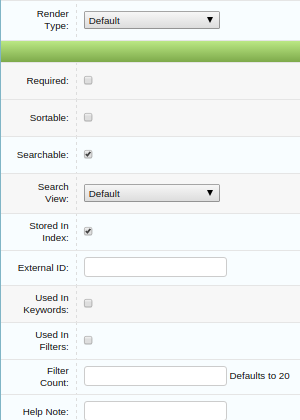 Render
Type:
Default
Required:
Sortable:
Searchable:
Search
View:
Default
Stored In
Index:
External ID:
Used In
Keywords:
Used In
Filters:
Filter
Count:
Defaults to 20
Help Note: